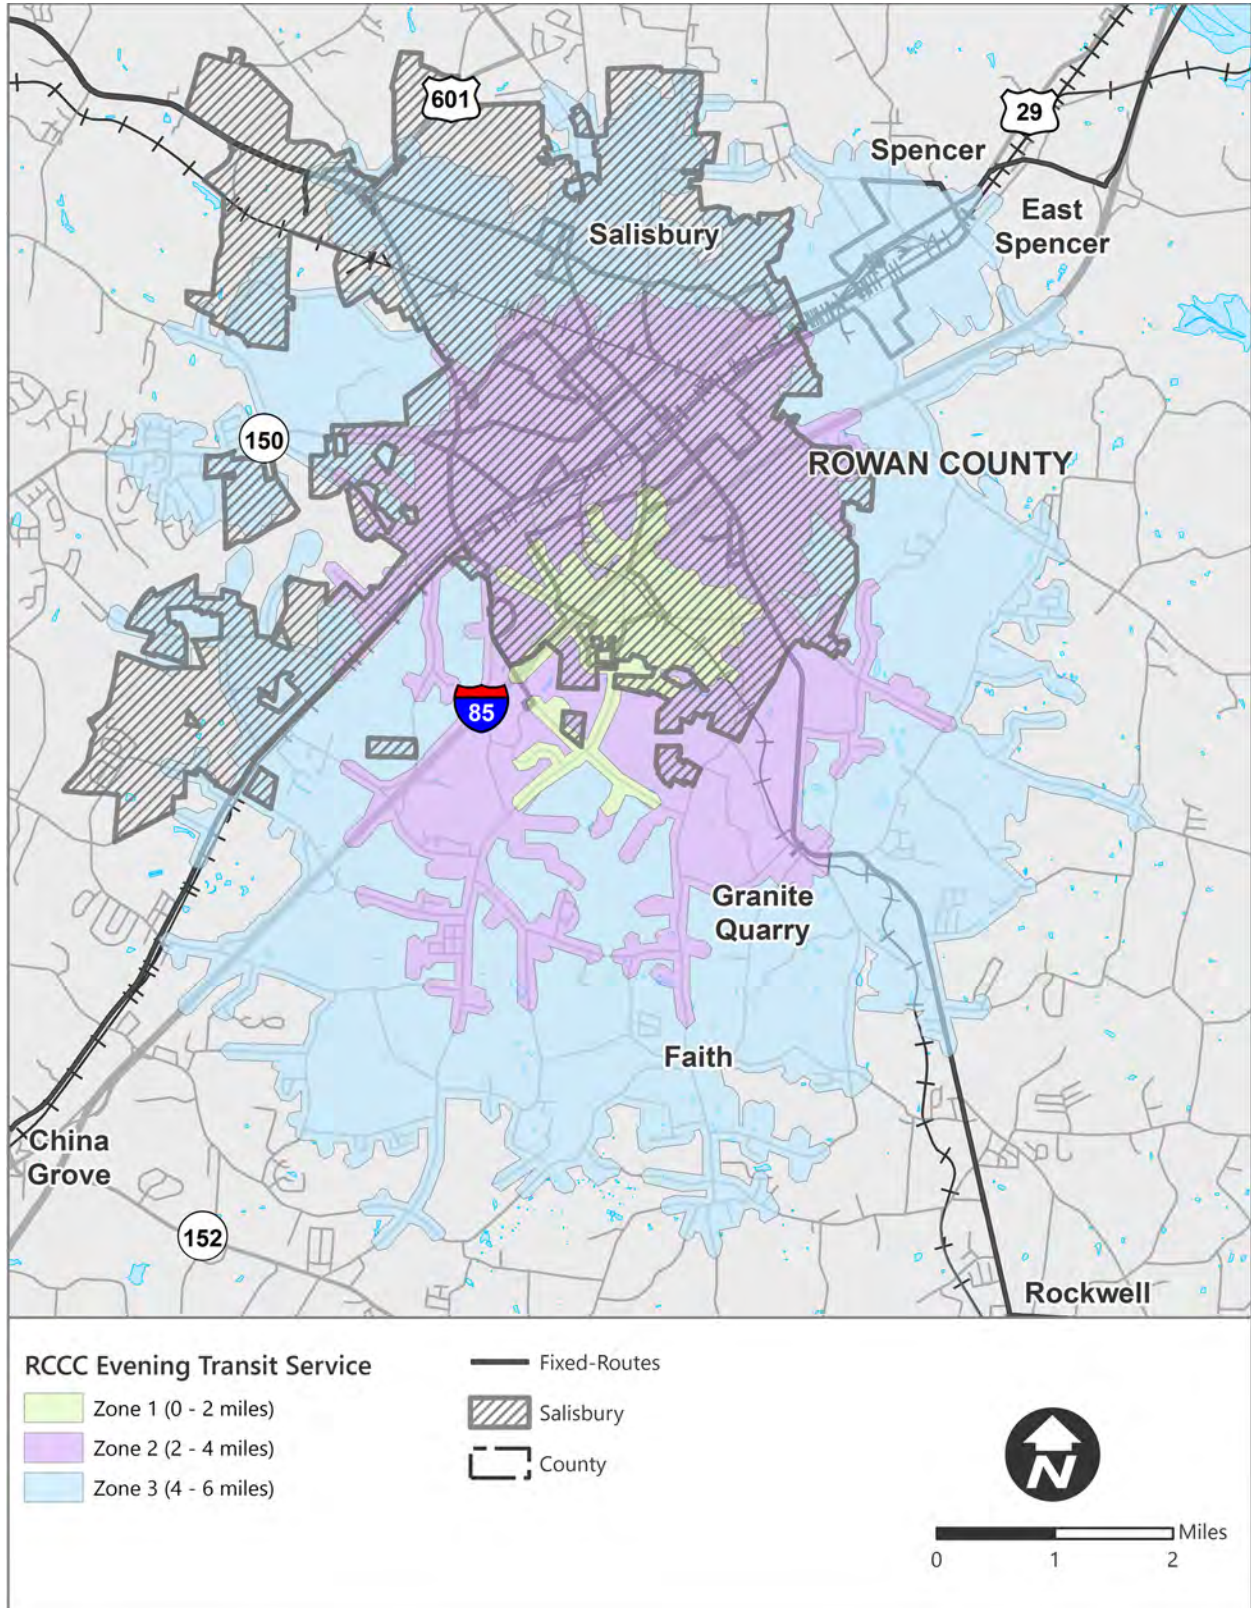 601
29
Spencer
East
Spencer
Salisbury
150
ROWAN COUNTY
85
Granite
Quarry
Faith
China
Grove
152
Rockwell
RCCC Evening Transit Service
Zone 1 (0 - 2 miles)
Zone 2 (2 - 4 miles)
Zone 3 (4 - 6 miles)
Fixed-Routes
Salisbury
County
N
Miles
0 1 2